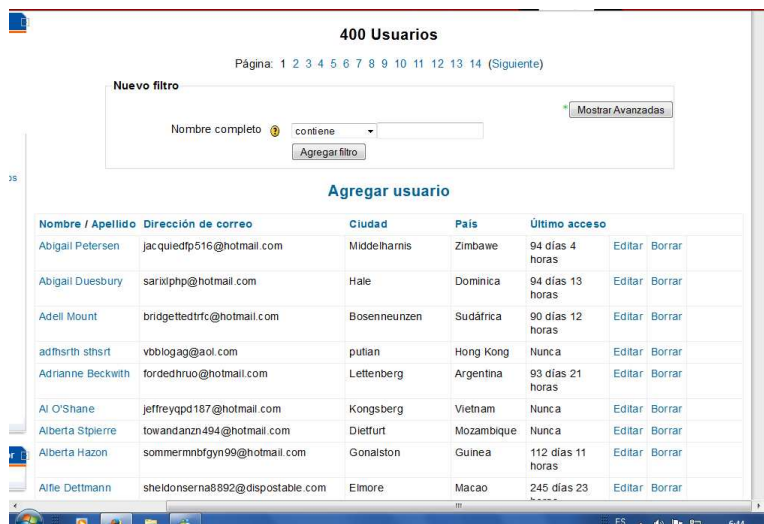 400 Usuarios
Página: 1 2 3 4 5 6 7 8 9 10 11 12 13 14 (Siguiente)
Nuevo filtro
* Mostrar Avanzadas
Nombre completo contiene
Agregar filtro
os
Agregar usuario
Nombre / Apellido Dirección de correo Ciudad País Último acceso
Abigail Petersen jacquiedfp516@hotmail.com Middelharnis Zimbawe 94 días 4 horas Editar Borrar
Abigail Duesbury sarixlphp@hotmail.com Hale Dominica 94 días 13 horas Editar Borrar
Adell Mount bridgettedtrfc@hotmail.com Bosenneunzen Sudáfrica 90 días 12 horas Editar Borrar
adfhsrth sthsrt vbblogag@aol.com putian Hong Kong Nunca Editar Borrar
Adrianne Beckwith fordedhruo@hotmail.com Lettenberg Argentina 93 días 21 horas Editar Borrar
Al O'Shane jeffreyqpd187@hotmail.com Kongsberg Vietnam Nunca Editar Borrar
Alberta Stpierre towandanzn494@hotmail.com Dietfurt Mozambique Nunca Editar Borrar
Alberta Hazon sommermnbfgyn99@hotmail.com Gonalston Guinea 112 días 11 horas Editar Borrar
Alfie Dettmann sheldonserna8892@dispostable.com Elmore Macao 245 días 23 Editar Borrar
ES 6:44